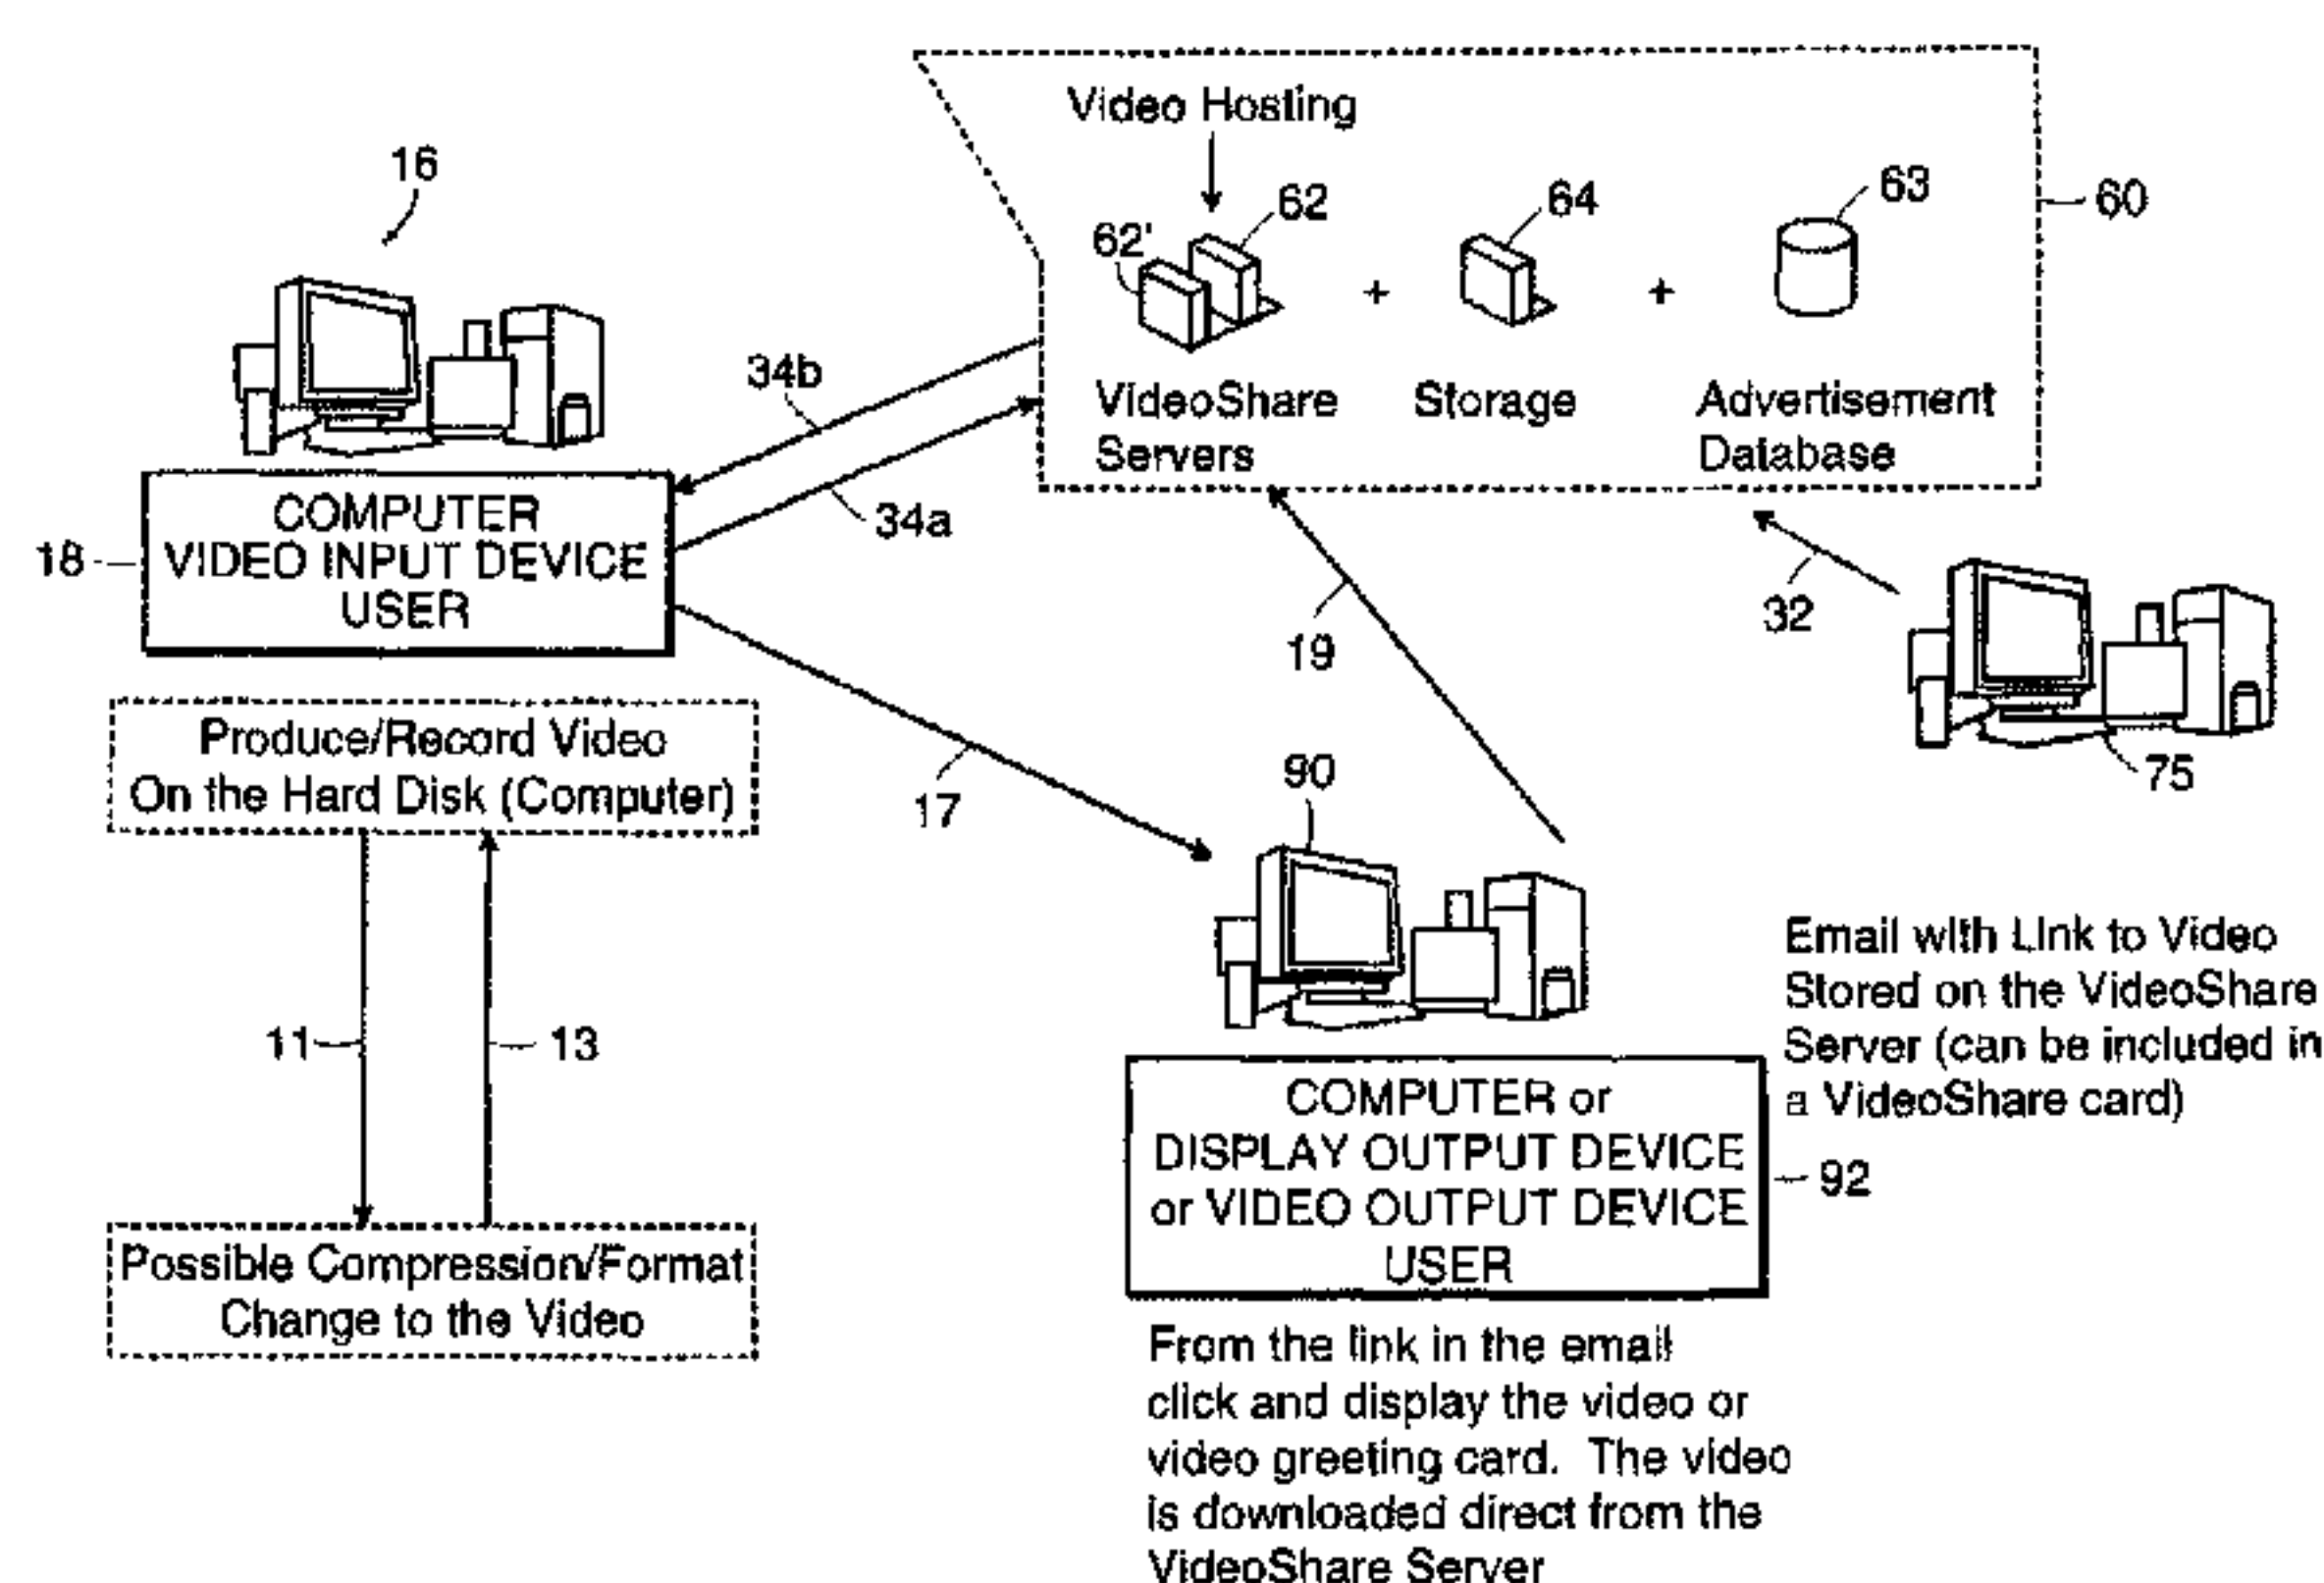 Video Hosting
16
62'
62
64
63
60
34b
VideoShare
Servers
+
Storage
+
Advertisement
Database
34a
18
COMPUTER
VIDEO INPUT DEVICE
USER
19
32
75
Produce/Record Video
On the Hard Disk (Computer)
17
90
11
13
Email with Link to Video
Stored on the VideoShare
Server (can be included in
a VideoShare card)
COMPUTER or
DISPLAY OUTPUT DEVICE
or VIDEO OUTPUT DEVICE
USER
92
Possible Compression/Format
Change to the Video
From the link in the email
click and display the video or
video greeting card. The video
is downloaded direct from the
VideoShare Server